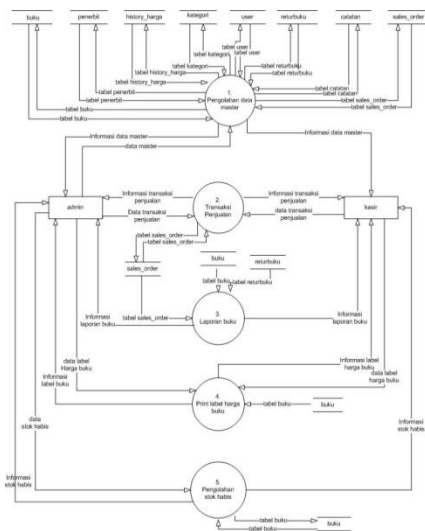 buku
penerbit
history_harga
kategori
user
returbuku
catatan
sales_order
tabel kategori
tabel kategori
tabel user
tabel user
tabel returbuku
tabel returbuku
tabel history_harga
tabel history_harga
tabel penerbit
tabel penerbit
tabel buku
tabel buku
tabel catatan
tabel catatan
tabel sales_order
tabel sales_order
1.
Pengolahan data
master
Informasi data master
data master
Informasi data master
admin
Informasi transaksi
penjualan
Data transaksi
penjualan
2.
Transaksi
Penjualan
Informasi transaksi
penjualan
data transaksi
penjualan
kasir
tabel sales_order
tabel sales_order
sales_order
buku
returbuku
tabel buku
tabel returbuku
tabel sales_order
3.
Laporan buku
Informasi
laporan buku
Informasi
laporan buku
data label
Harga buku
Informasi
label buku
Informasi label
harga buku
data label
Harga buku
4.
Print label harga
buku
tabel buku
buku
data
stok habis
Informasi
stok habis
Informasi
stok habis
5.
Pengolahan
stok habis
tabel buku
tabel buku
buku